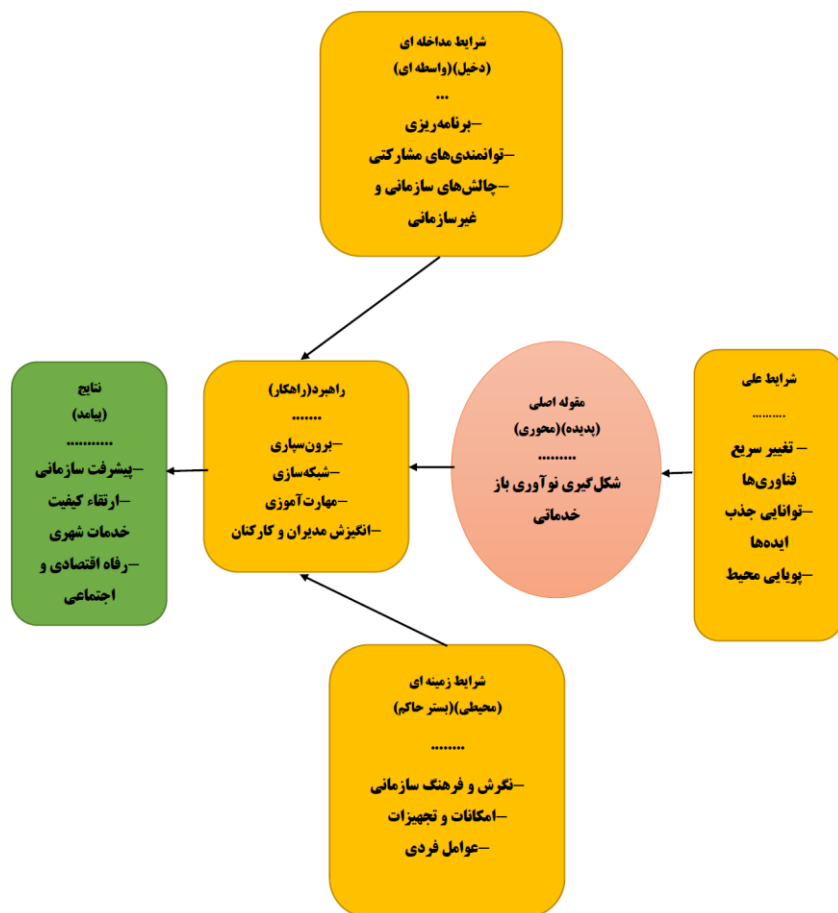 شرایط مداخله ای
(دخیل)(واسطه ای)
...
–برنامه‌ریزی
–توانمندی‌های مشارکتی
–چالش‌های سازمانی و
غیرسازمانی
شرایط علی
..........
– تغییر سریع
فناوری‌ها
–توانایی جذب
ایده‌ها
–پویایی محیط
مقوله اصلی
(پدیده)(محوری)
.........
شکل‌گیری نوآوری باز
خدماتی
راهبرد(راهکار)
.......
–برون‌سپاری
–شبکه‌سازی
–مهارت‌آموزی
–انگیزش مدیران و کارکنان
نتایج
(پیامد)
...........
–پیشرفت سازمانی
–ارتقاء کیفیت
خدمات شهری
–رفاه اقتصادی و
اجتماعی
شرایط زمینه ای
(محیطی)(بستر حاکم)
........
–نگرش و فرهنگ سازمانی
–امکانات و تجهیزات
–عوامل فردی